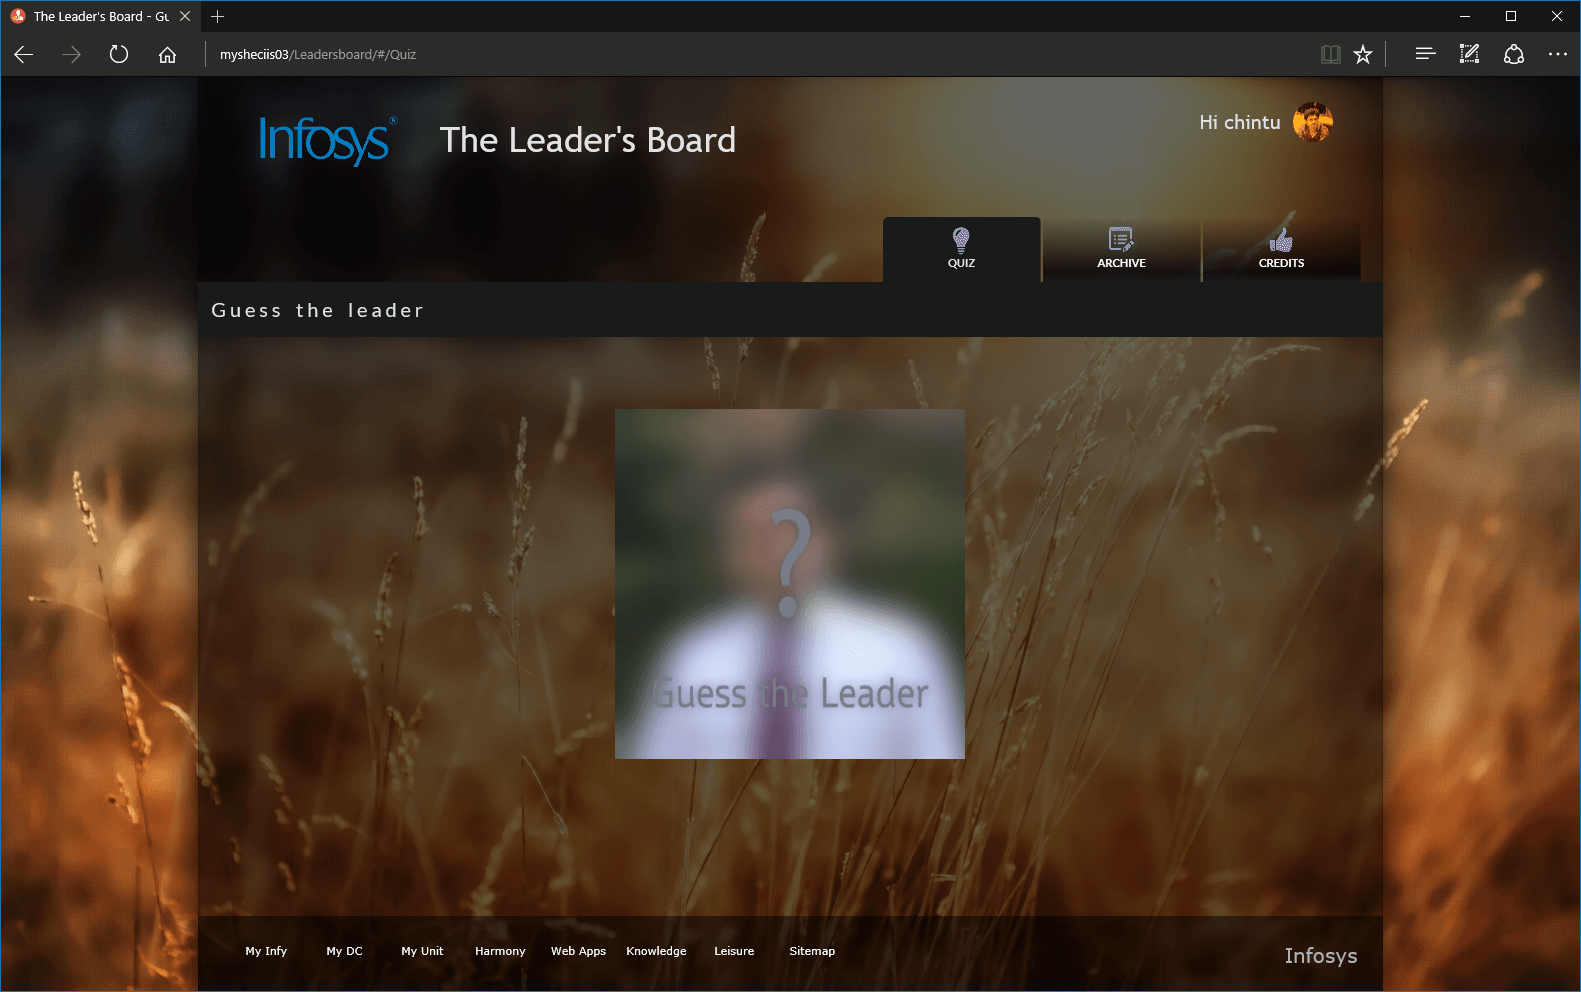 The Leader's Board - Gu
mysheciis03/Leadersboard/#/Quiz
Infosys®
The Leader's Board
Hi chintu
QUIZ
ARCHIVE
CREDITS
Guess the leader
?
Guess the Leader
My Infy My DC My Unit Harmony Web Apps Knowledge Leisure Sitemap
Infosys